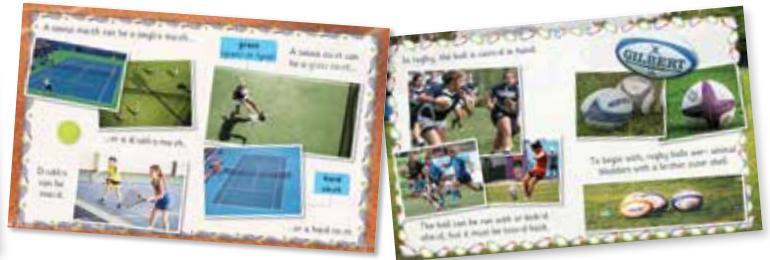 A tennis match can be a singles match...
grass
A tennis court can
be a grass court...
...or a doubles match.
Doubles
can be
mixed.
hard
court
...or a hard court.
In rugby, the ball is carried in hand.
GILBERT
To begin with, rugby balls were animal
bladders with a leather outer shell.
The ball can be run with or kicked
ahead, but it must be tossed back.